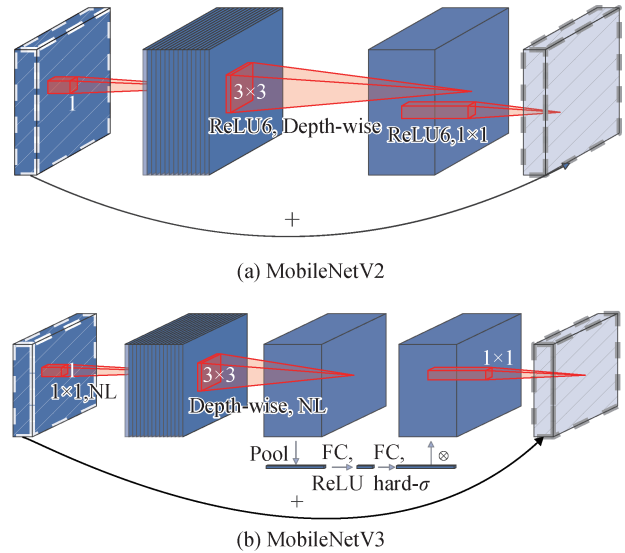 1
3×3
ReLU6, Depth-wise
ReLU6,1×1
+
(a) MobileNetV2
1
1×1,NL
3×3
Depth-wise, NL
1×1
Pool
FC,
FC,
⊗
ReLU
hard-σ
+
(b) MobileNetV3